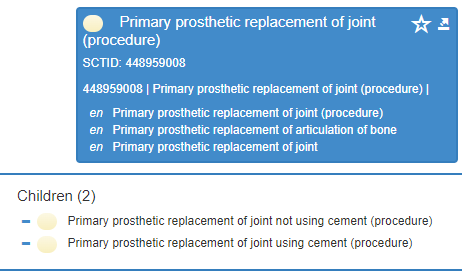 Primary prosthetic replacement of joint
(procedure)
SCTID: 448959008
448959008 | Primary prosthetic replacement of joint (procedure) |
en Primary prosthetic replacement of joint (procedure)
en Primary prosthetic replacement of articulation of bone
en Primary prosthetic replacement of joint
Children (2)
Primary prosthetic replacement of joint not using cement (procedure)
Primary prosthetic replacement of joint using cement (procedure)